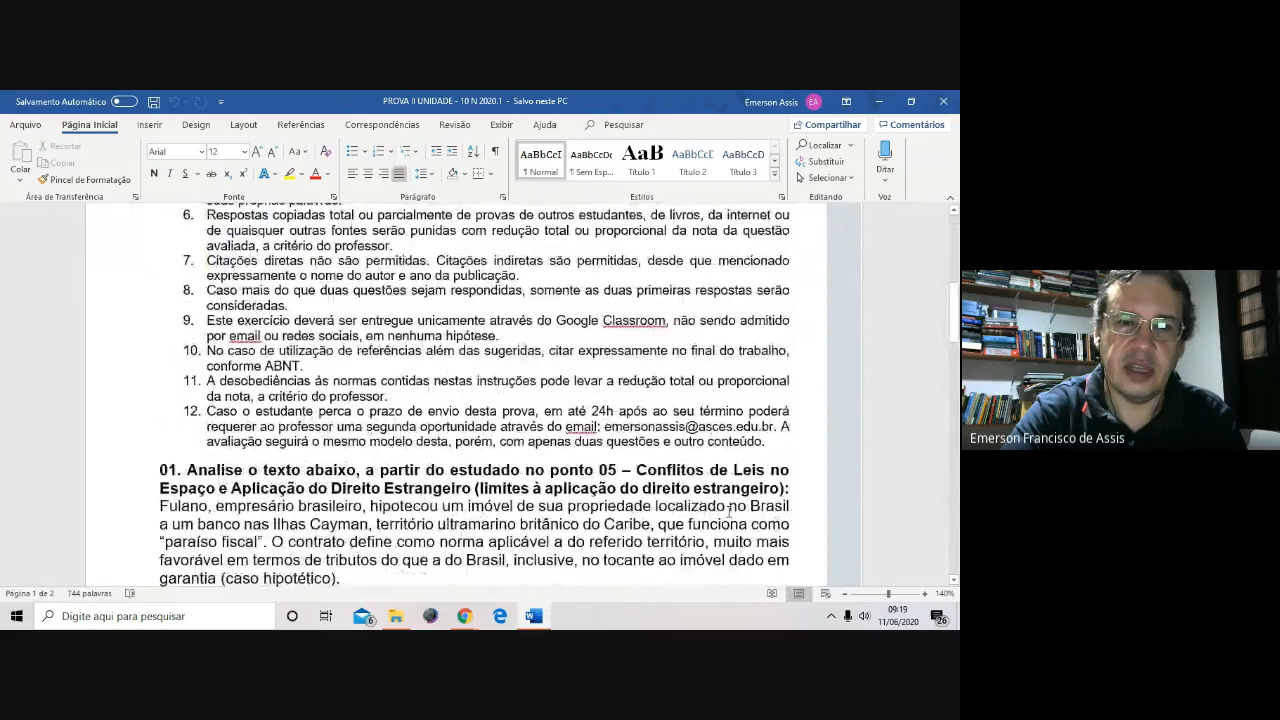 Salvamento Automático
PROVA II UNIDADE - 10 N 2020.1 - Salvo neste PC
Emerson Assis
EA
Arquivo Página Inicial Inserir Design Layout Referências Correspondências Revisão Exibir Ajuda Pesquisar
Compartilhar Comentários
Colar
Recortar
Copiar
Pincel de Formatação
Área de Transferência
Arial 12
Aa
N I S
Fonte
Parágrafo
AaBbCcI AaBbCcDc AaB AaBbCcI AaBbCcD
¶ Normal ¶ Sem Esp... Título 1 Título 2 Título 3
Estilos
Localizar
Substituir
Selecionar
Editando
Ditar
Voz
6. Respostas copiadas total ou parcialmente de provas de outros estudantes, de livros, da internet ou
de quaisquer outras fontes serão punidas com redução total ou proporcional da nota da questão
avaliada, a critério do professor.
7. Citações diretas não são permitidas. Citações indiretas são permitidas, desde que mencionado
expressamente o nome do autor e ano da publicação.
8. Caso mais do que duas questões sejam respondidas, somente as duas primeiras respostas serão
consideradas.
9. Este exercício deverá ser entregue unicamente através do Google Classroom, não sendo admitido
por email ou redes sociais, em nenhuma hipótese.
10. No caso de utilização de referências além das sugeridas, citar expressamente no final do trabalho,
conforme ABNT.
11. A desobediências às normas contidas nestas instruções pode levar a redução total ou proporcional
da nota, a critério do professor.
12. Caso o estudante perca o prazo de envio desta prova, em até 24h após ao seu término poderá
requerer ao professor uma segunda oportunidade através do email: emersonassis@asces.edu.br. A
avaliação seguirá o mesmo modelo desta, porém, com apenas duas questões e outro conteúdo.
01. Analise o texto abaixo, a partir do estudado no ponto 05 – Conflitos de Leis no
Espaço e Aplicação do Direito Estrangeiro (limites à aplicação do direito estrangeiro):
Fulano, empresário brasileiro, hipotecou um imóvel de sua propriedade localizado no Brasil
a um banco nas Ilhas Cayman, território ultramarino britânico do Caribe, que funciona como
“paraíso fiscal”. O contrato define como norma aplicável a do referido território, muito mais
favorável em termos de tributos do que a do Brasil, inclusive, no tocante ao imóvel dado em
garantia (caso hipotético).
Página 1 de 2 744 palavras
140%
Digite aqui para pesquisar
6
09:19
11/06/2020
26
Emerson Francisco de Assis